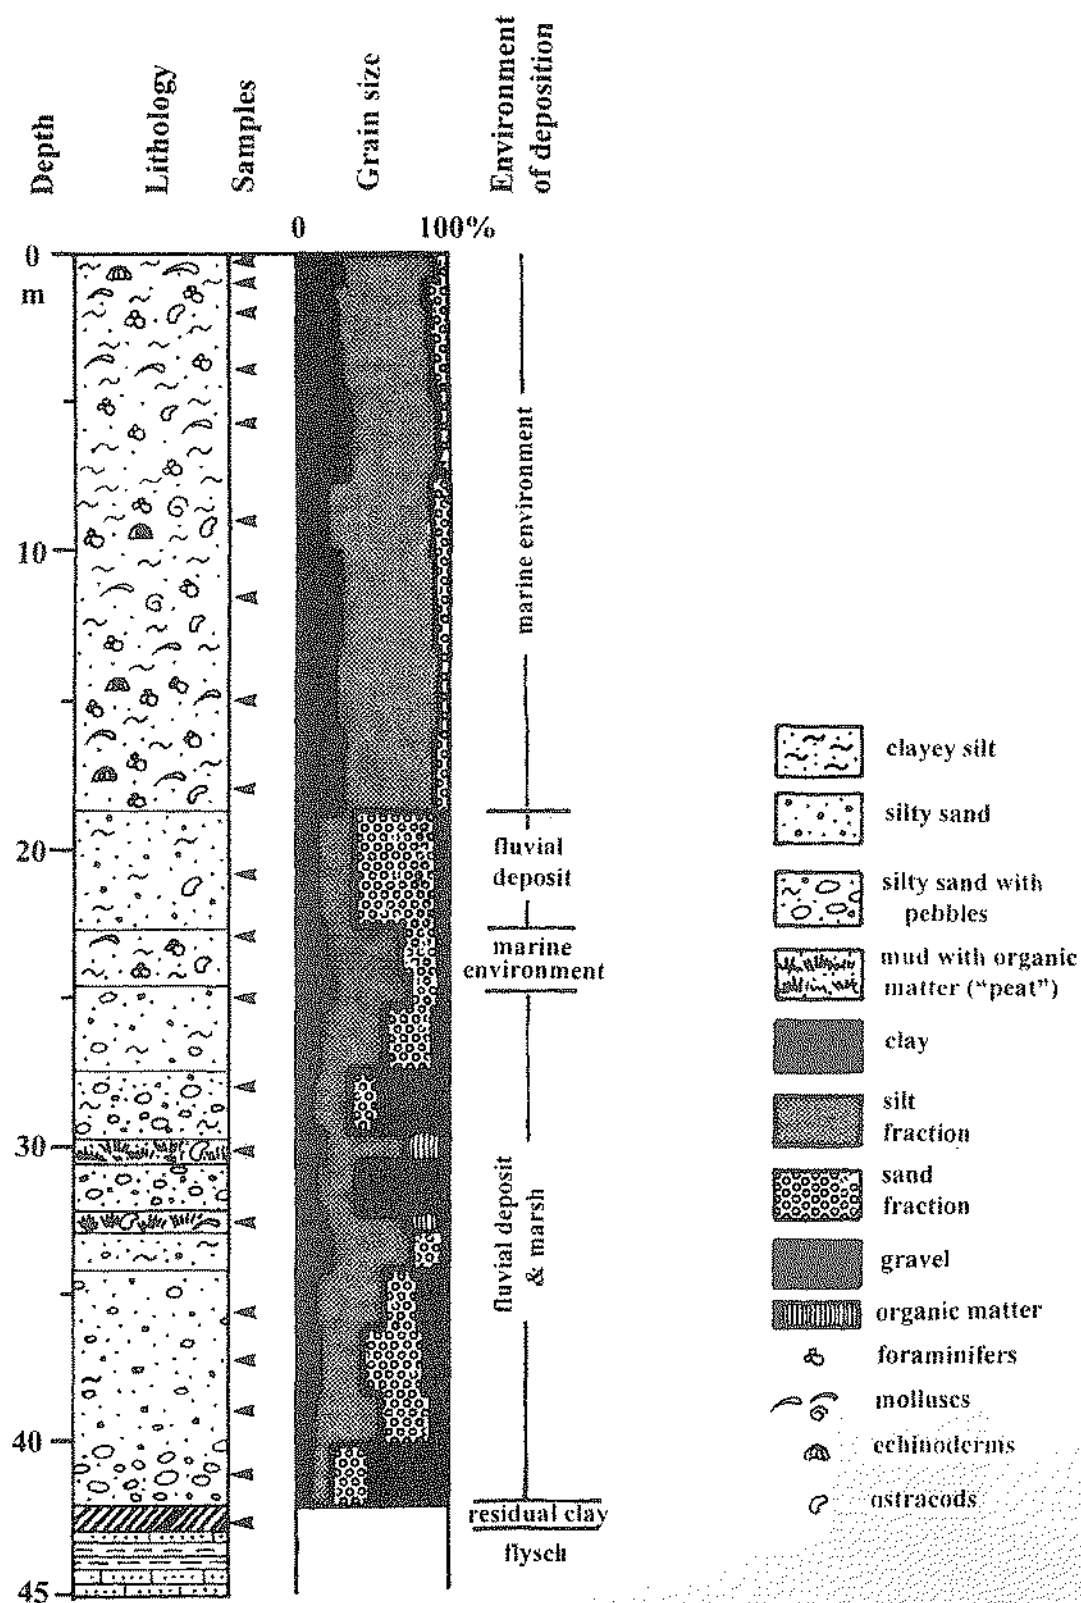 Depth
Lithology
Samples
Grain size
Environment
of deposition
0
100%
0
m
10
20
30
40
45
marine environment
fluvial
deposit
marine
environment
fluvial deposit
& marsh
residual clay
flysch
clayey silt
silty sand
silty sand with
pebbles
mud with organic
matter ("peat")
clay
silt
fraction
sand
fraction
gravel
organic matter
foraminifers
molluscs
echinoderms
ostracods